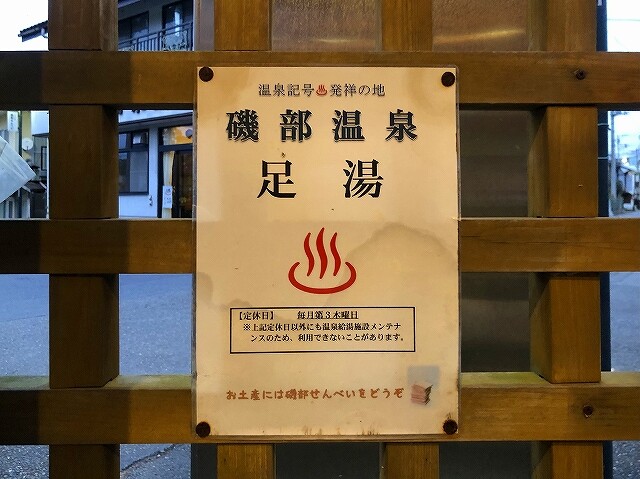 温泉記号♨発祥の地
磯部温泉
足湯
【定休日】 毎月第3木曜日
※上記定休日以外にも温泉給湯施設メンテナ
ンスのため、利用できないことがあります。
お土産には磯部せんべいをどうぞ